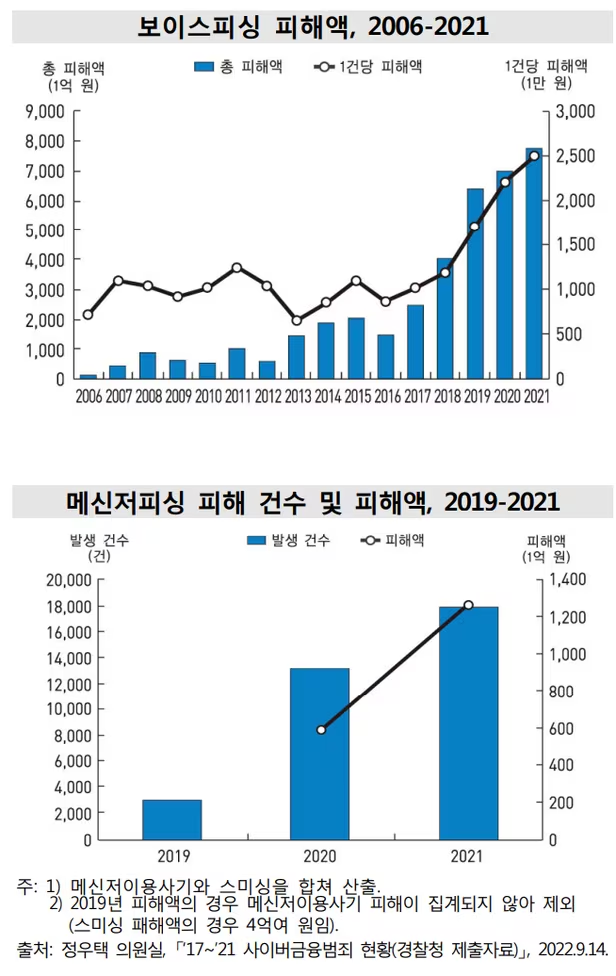 보이스피싱 피해액, 2006-2021
총 피해액 총 피해액 1건당 피해액 1건당 피해액
(1억 원) (1만 원)
9,000 3,000
8,000
7,000 2,500
6,000 2,000
5,000
4,000 1,500
3,000 1,000
2,000
1,000 500
0 0
2006 2007 2008 2009 2010 2011 2012 2013 2014 2015 2016 2017 2018 2019 2020 2021
메신저피싱 피해 건수 및 피해액, 2019-2021
발생 건수 발생 건수 피해액 피해액
(건) (1억 원)
20,000 1,400
18,000 1,200
16,000
14,000 1,000
12,000 800
10,000
8,000 600
6,000 400
4,000
2,000 200
0 0
2019 2020 2021
주: 1) 메신저이용사기와 스미싱을 합쳐 산출.
2) 2019년 피해액의 경우 메신저이용사기 피해이 집계되지 않아 제외
(스미싱 패해액의 경우 4억여 원임).
출처: 정우택 의원실, 「'17~'21 사이버금융범죄 현황(경찰청 제출자료)」, 2022.9.14.